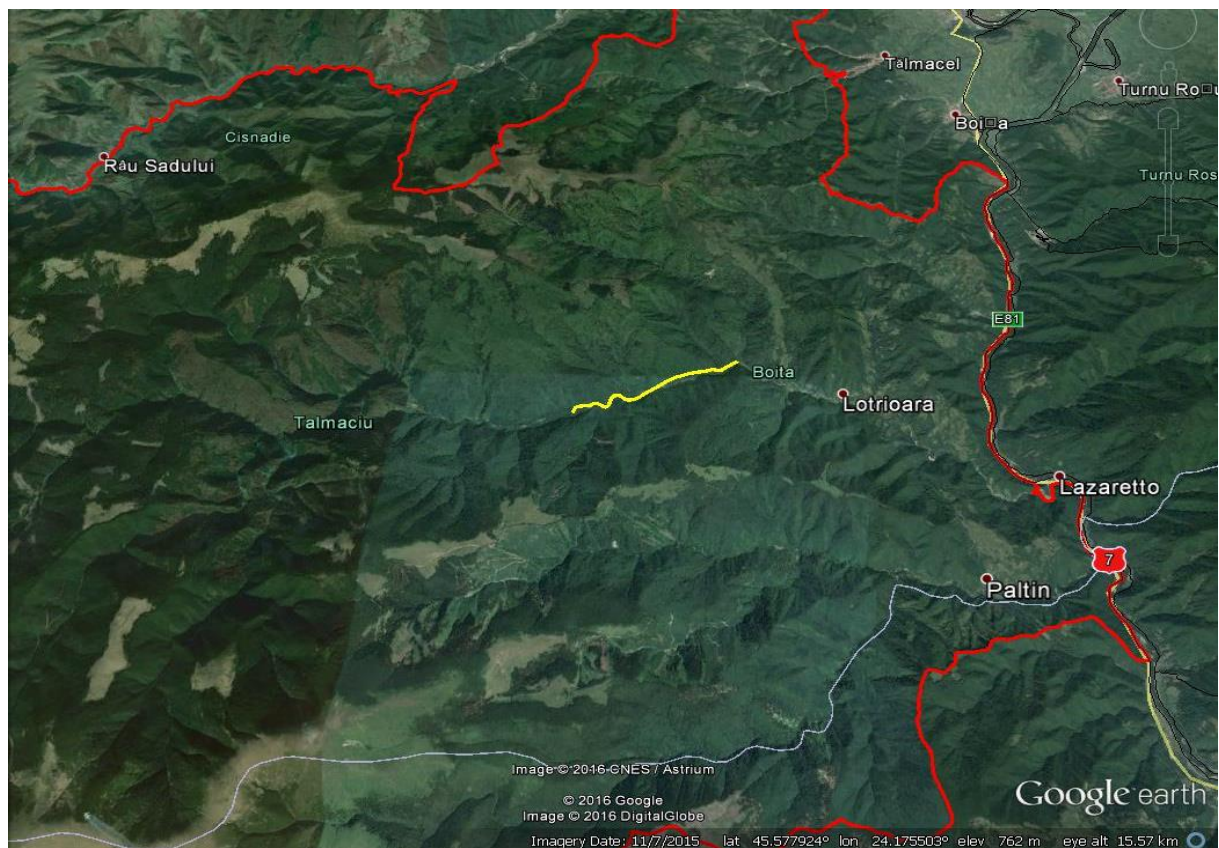 Tâlmacel
Turnu Ro□u
Boi□a
Cisnadie
Râu Sadului
Turnu Ros
E81
Boita
Lotrioara
Talmaciu
Lazaretto
7
Paltin
Image © 2016 CNES / Astrium
© 2016 Google
Image © 2016 DigitalGlobe
Google earth
Imagery Date: 11/7/2015 lat 45.577924° lon 24.175503° elev 762 m eye alt 15.57 km